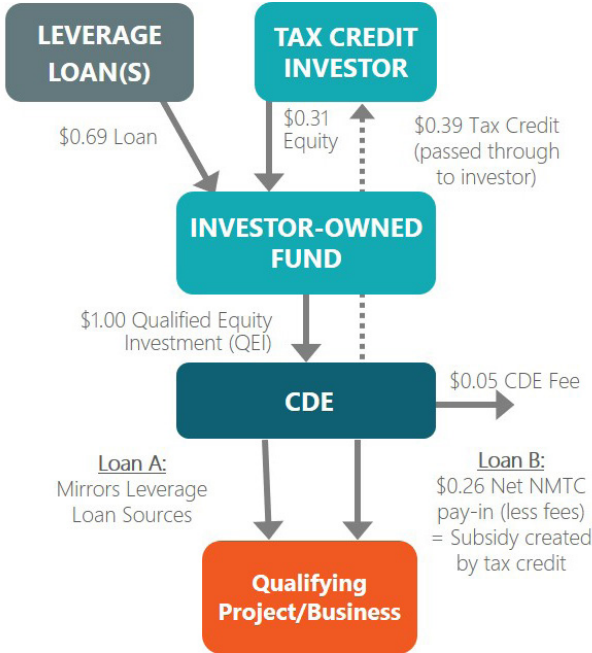 LEVERAGE
LOAN(S)
TAX CREDIT
INVESTOR
$0.69 Loan
$0.31
Equity
$0.39 Tax Credit
(passed through
to investor)
INVESTOR-OWNED
FUND
$1.00 Qualified Equity
Investment (QEI)
CDE
$0.05 CDE Fee
Loan A:
Mirrors Leverage
Loan Sources
Loan B:
$0.26 Net NMTC
pay-in (less fees)
= Subsidy created
by tax credit
Qualifying
Project/Business